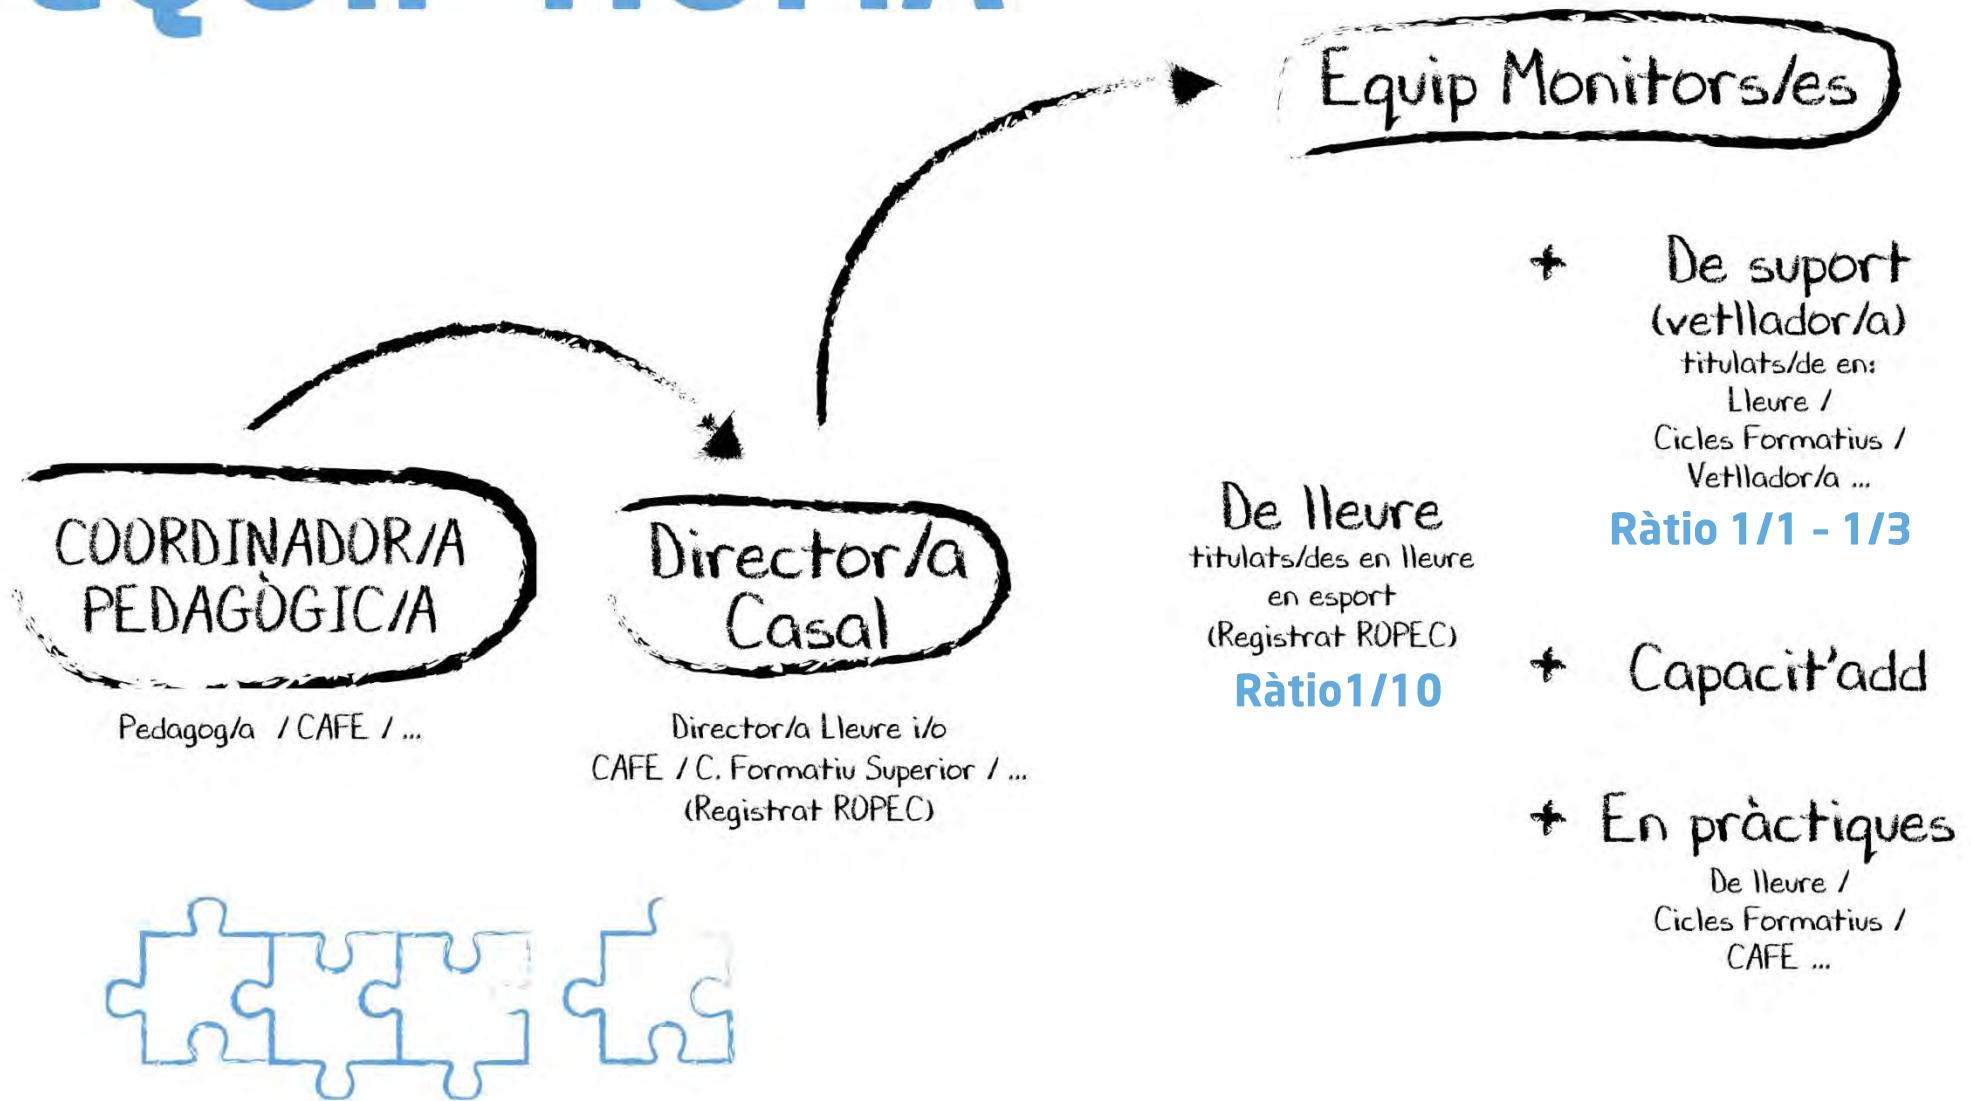 COORDINADOR/A
PEDAGÒGIC/A
Pedagog/a / CAFE / ...
Director/a
Casal
Director/a Lleure i/o
CAFE / C. Formatiu Superior / ...
(Registrat ROPEC)
Equip Monitors/es
De lleure
titulats/des en lleure
en esport
(Registrat ROPEC)
Ràtio1/10
+ De suport
(vetllador/a)
titulats/de en:
Lleure /
Cicles Formatius /
Vetllador/a ...
Ràtio 1/1 - 1/3
+ Capacit'add
+ En pràctiques
De lleure /
Cicles Formatius /
CAFE ...